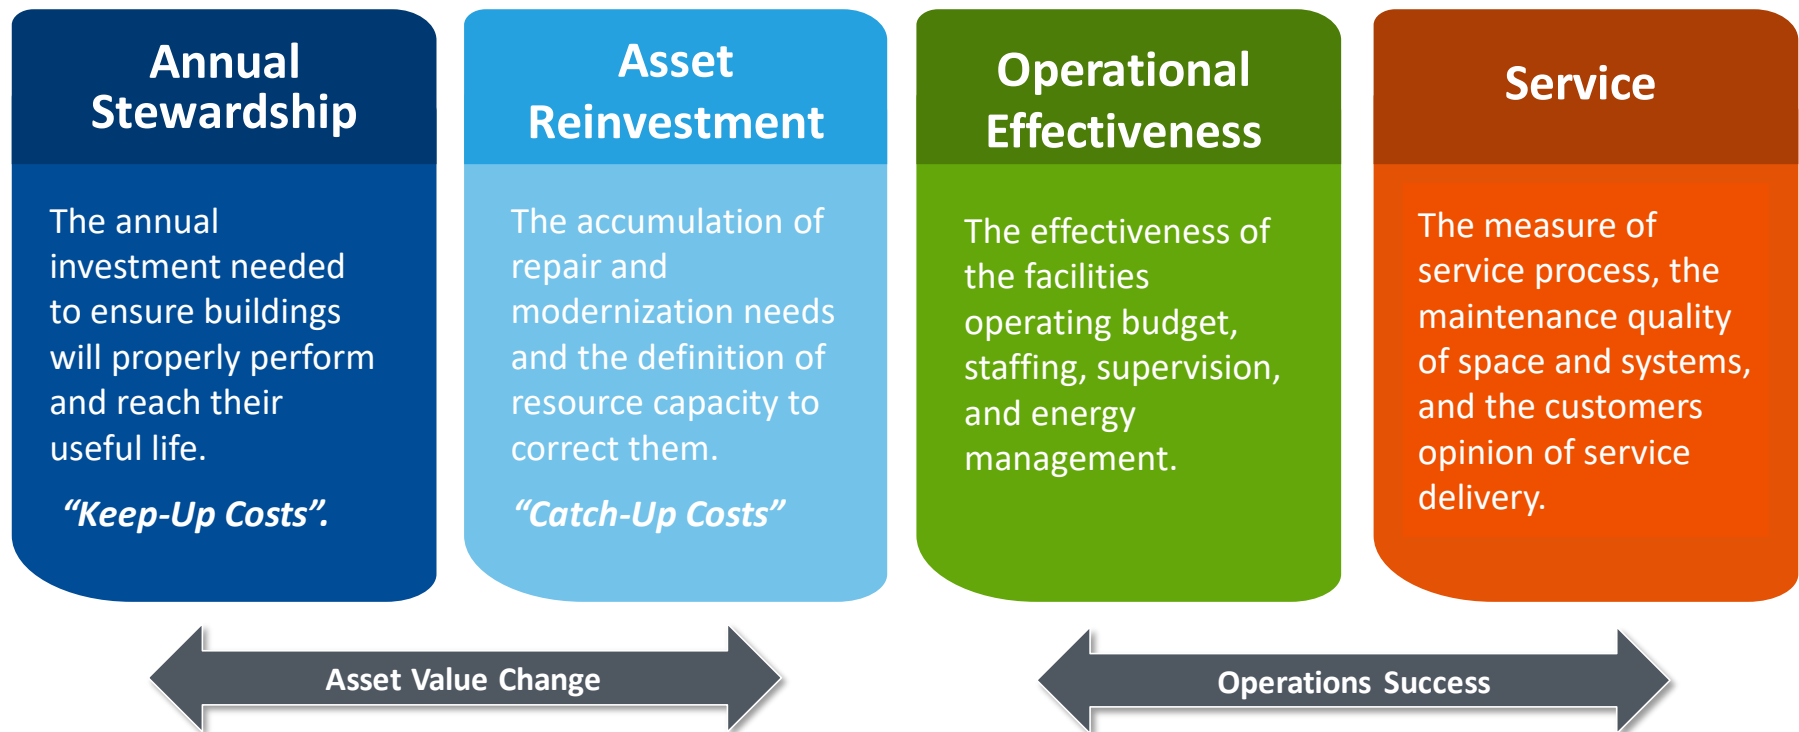 Annual
Stewardship
The annual
investment needed
to ensure buildings
will properly perform
and reach their
useful life.
“Keep-Up Costs”.
Asset
Reinvestment
The accumulation of
repair and
modernization needs
and the definition of
resource capacity to
correct them.
“Catch-Up Costs”
Operational
Effectiveness
The effectiveness of
the facilities
operating budget,
staffing, supervision,
and energy
management.
Service
The measure of
service process, the
maintenance quality
of space and systems,
and the customers
opinion of service
delivery.
Asset Value Change
Operations Success